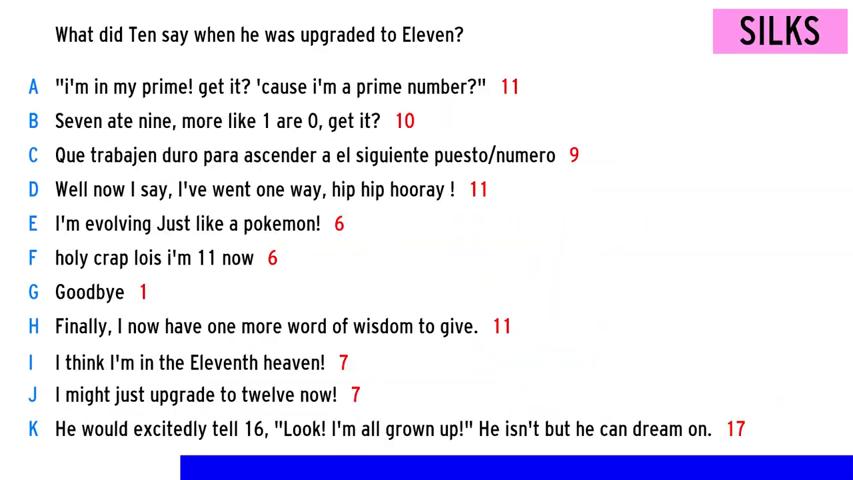 What did Ten say when he was upgraded to Eleven?
SILKS
A "i'm in my prime! get it? 'cause i'm a prime number?" 11
B Seven ate nine, more like 1 are 0, get it? 10
C Que trabajen duro para ascender a el siguiente puesto/numero 9
D Well now I say, I've went one way, hip hip hooray ! 11
E I'm evolving Just like a pokemon! 6
F holy crap lois i'm 11 now 6
G Goodbye 1
H Finally, I now have one more word of wisdom to give. 11
I I think I'm in the Eleventh heaven! 7
J I might just upgrade to twelve now! 7
K He would excitedly tell 16, "Look! I'm all grown up!" He isn't but he can dream on. 17